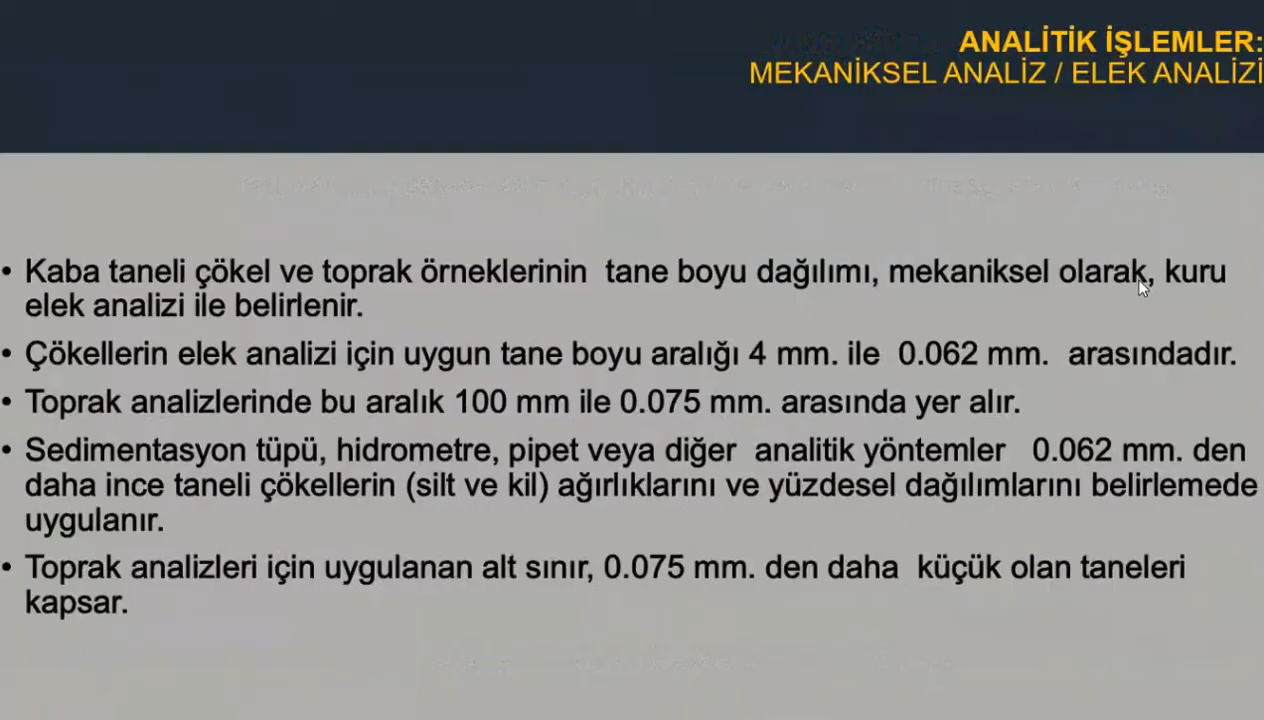 ANALİTİK İŞLEMLER:
MEKANİKSEL ANALİZ / ELEK ANALİZİ
• Kaba taneli çökel ve toprak örneklerinin tane boyu dağılımı, mekaniksel olarak, kuru
elek analizi ile belirlenir.
• Çökellerin elek analizi için uygun tane boyu aralığı 4 mm. ile 0.062 mm. arasındadır.
• Toprak analizlerinde bu aralık 100 mm ile 0.075 mm. arasında yer alır.
• Sedimentasyon tüpü, hidrometre, pipet veya diğer analitik yöntemler 0.062 mm. den
daha ince taneli çökellerin (silt ve kil) ağırlıklarını ve yüzdesel dağılımlarını belirlemede
uygulanır.
• Toprak analizleri için uygulanan alt sınır, 0.075 mm. den daha küçük olan taneleri
kapsar.